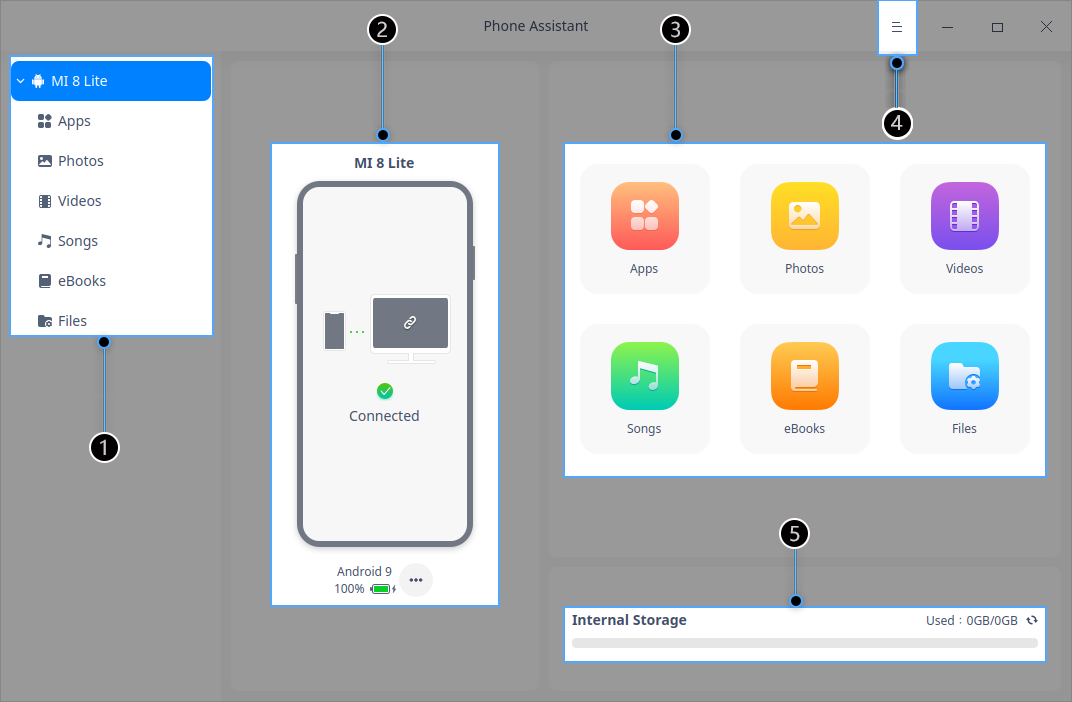 Phone Assistant
2
3
4
MI 8 Lite
Apps
Photos
Videos
Songs
eBooks
Files
1
MI 8 Lite
Connected
Android 9
100%
Apps
Photos
Videos
Songs
eBooks
Files
5
Internal Storage
Used : 0GB/0GB